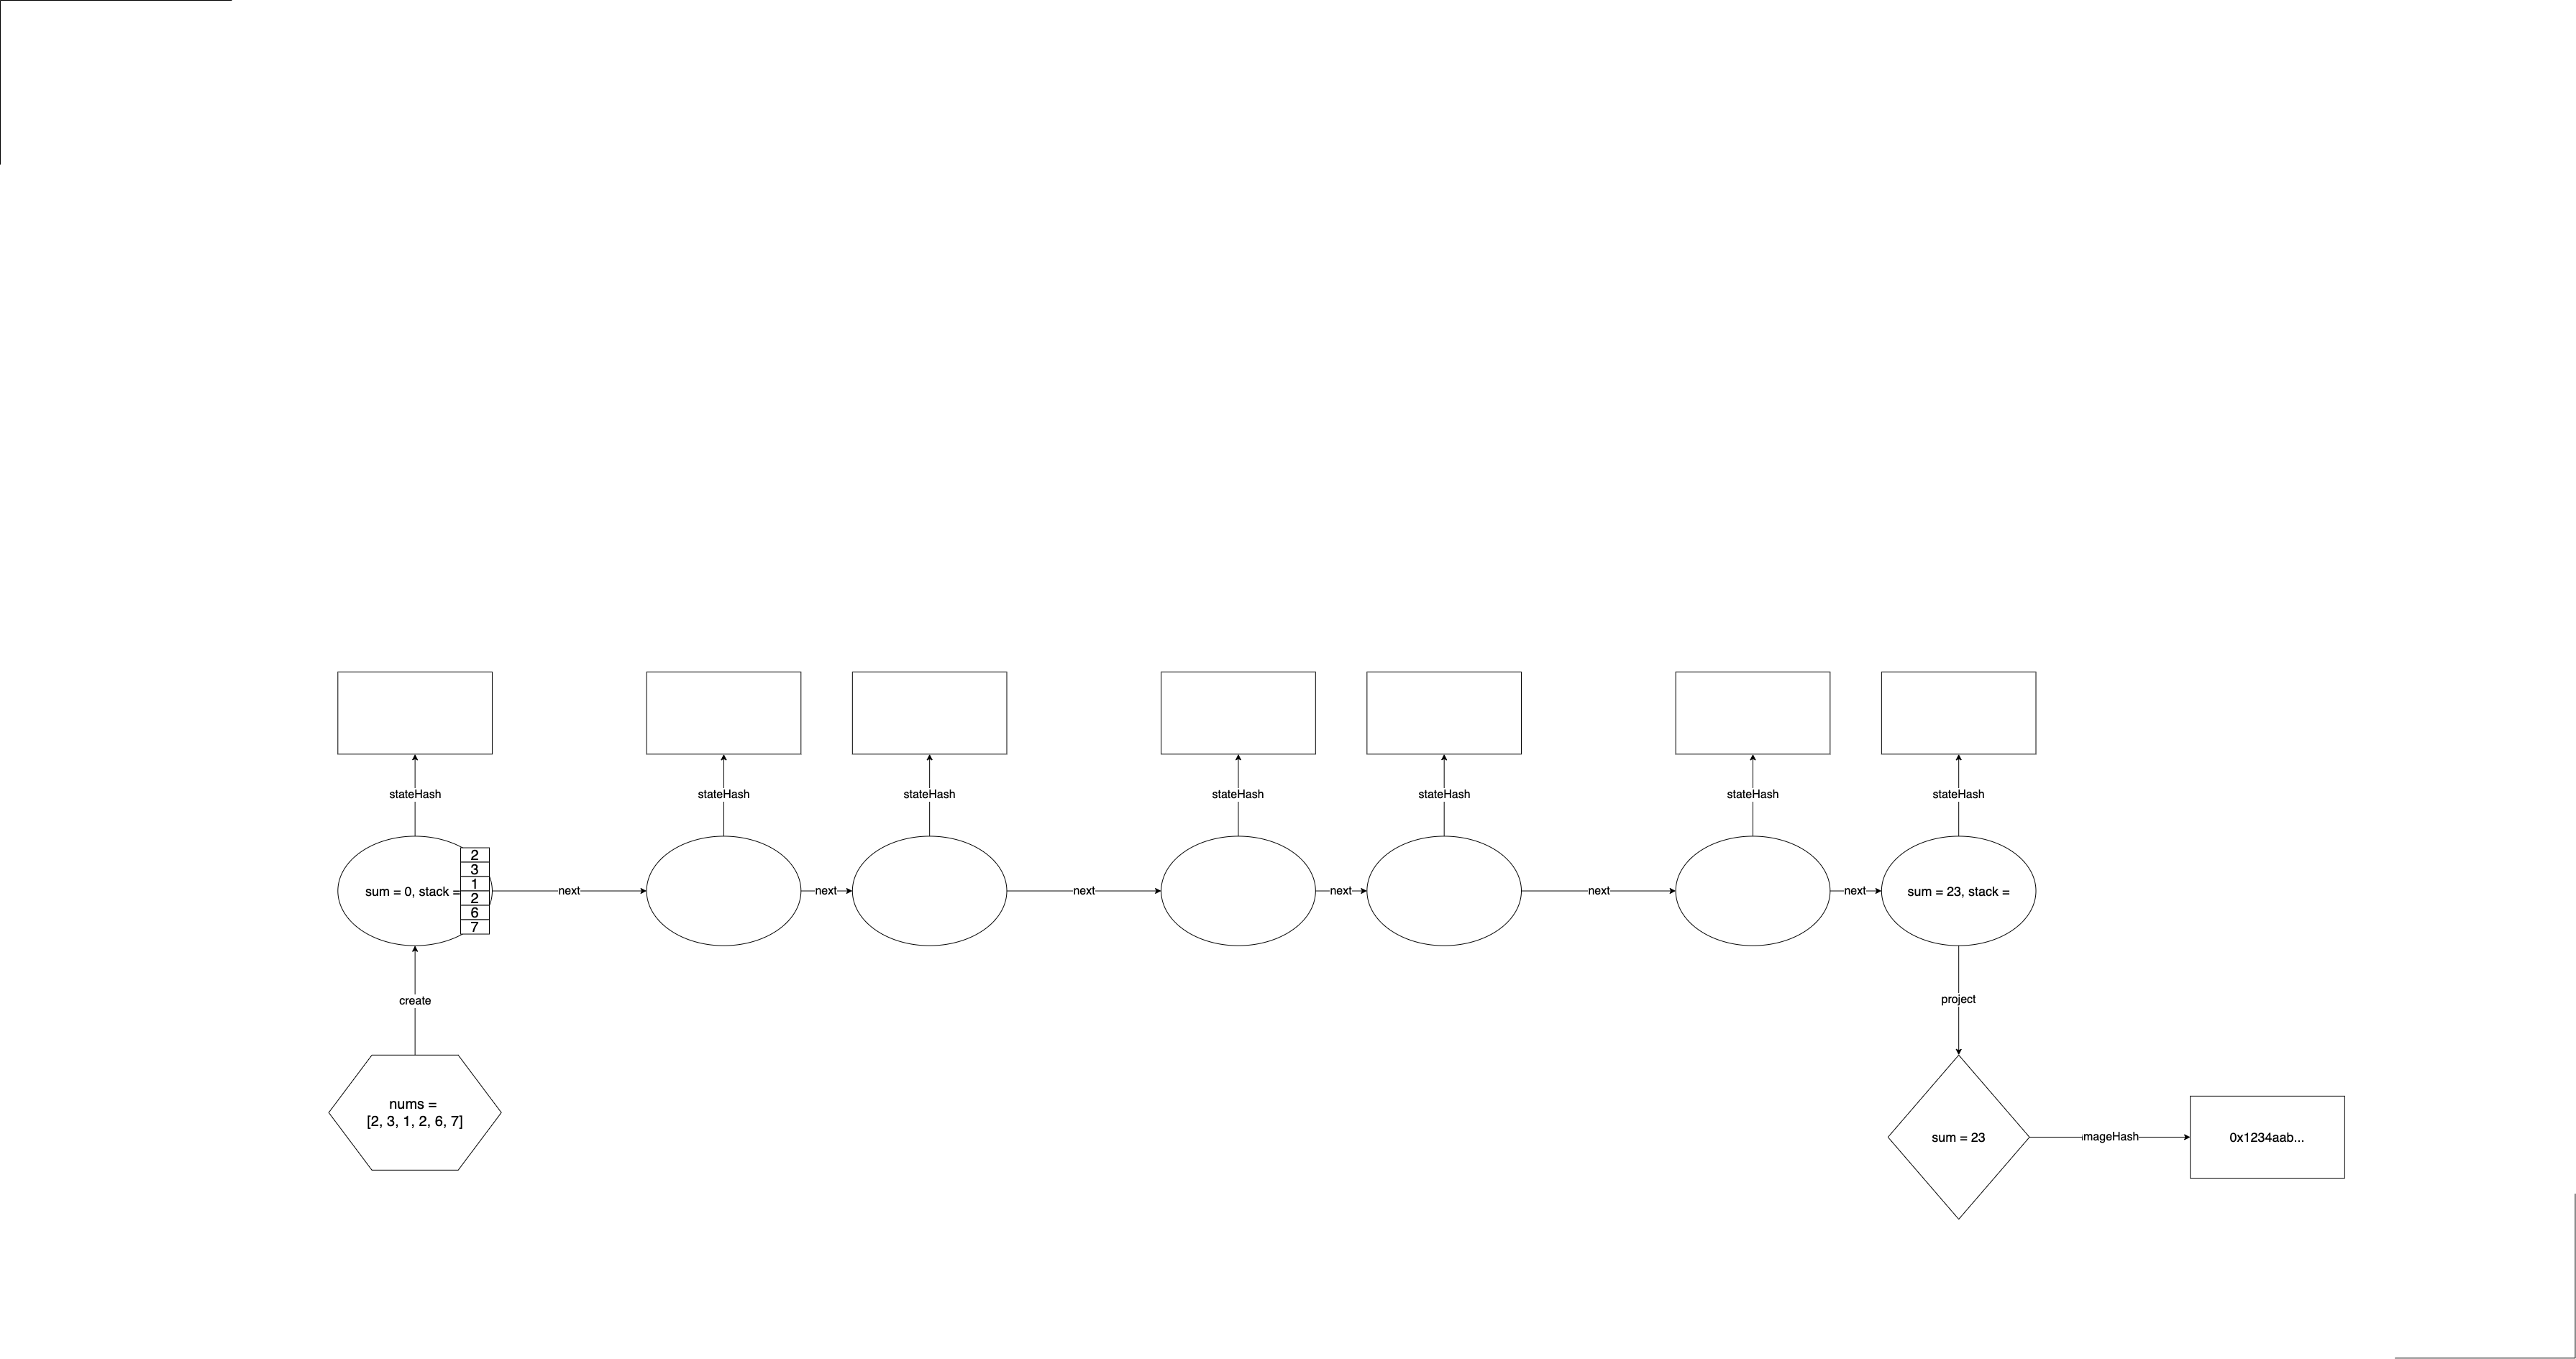 stateHash
stateHash
stateHash
stateHash
stateHash
stateHash
stateHash
sum = 0, stack =
2
3
1
2
6
7
next
next
next
next
next
next
sum = 23, stack =
create
project
nums =
[2, 3, 1, 2, 6, 7]
sum = 23
imageHash
0x1234aab...